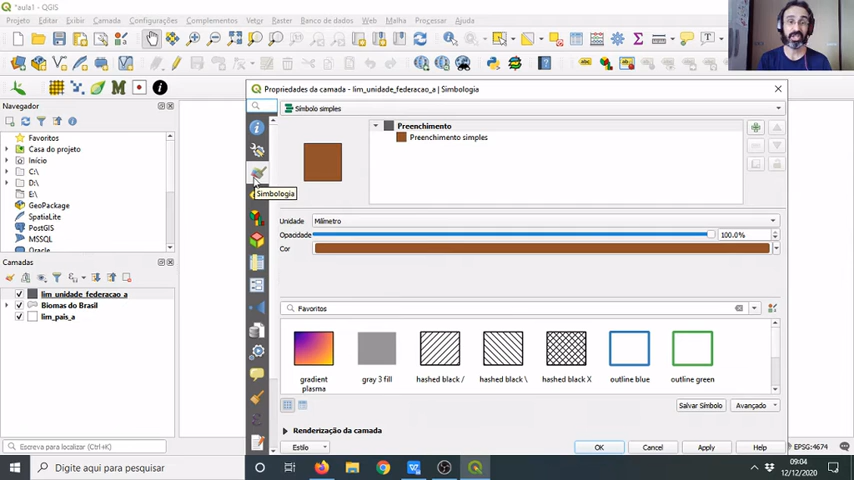 *aula1 - QGIS
Projeto Editar Exibir Camada Configurações Complementos Vetor Raster Banco de dados Web Malha Processar Ajuda
Navegador
Favoritos
Casa do projeto
Início
C:\
D:\
E:\
GeoPackage
SpatiaLite
PostGIS
MSSQL
Oracle
Camadas
lim_unidade_federacao_a
Biomas do Brasil
lim_pais_a
Propriedades da camada - lim_unidade_federacao_a | Simbologia
Símbolo simples
Preenchimento
Preenchimento simples
Simbologia
Unidade Milímetro
Opacidade 100.0%
Cor
Favoritos
gradient plasma
gray 3 fill
hashed black /
hashed black \
hashed black X
outline blue
outline green
Salvar Símbolo
Avançado
Renderização da camada
Estilo
OK
Cancel
Apply
Help
Escreva para localizar (Ctrl+K)
EPSG:4674
Digite aqui para pesquisar
09:04
12/12/2020